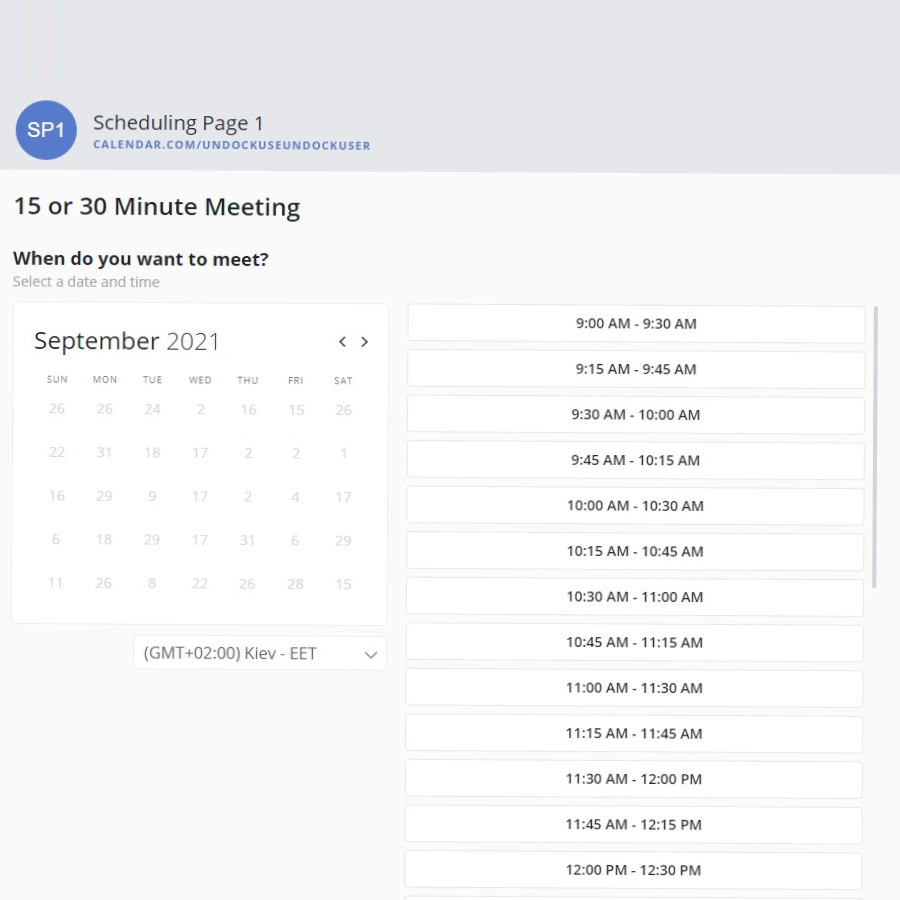 SP1
Scheduling Page 1
CALENDAR.COM/UNDOCKUSEUNDOCKUSER
15 or 30 Minute Meeting
When do you want to meet?
Select a date and time
September 2021
SUN MON TUE WED THU FRI SAT
26 26 24 2 16 15 26
22 31 18 17 2 2 1
16 29 9 17 2 4 17
6 18 29 17 31 6 29
11 26 8 22 26 28 15
(GMT+02:00) Kiev - EET
9:00 AM - 9:30 AM
9:15 AM - 9:45 AM
9:30 AM - 10:00 AM
9:45 AM - 10:15 AM
10:00 AM - 10:30 AM
10:15 AM - 10:45 AM
10:30 AM - 11:00 AM
10:45 AM - 11:15 AM
11:00 AM - 11:30 AM
11:15 AM - 11:45 AM
11:30 AM - 12:00 PM
11:45 AM - 12:15 PM
12:00 PM - 12:30 PM